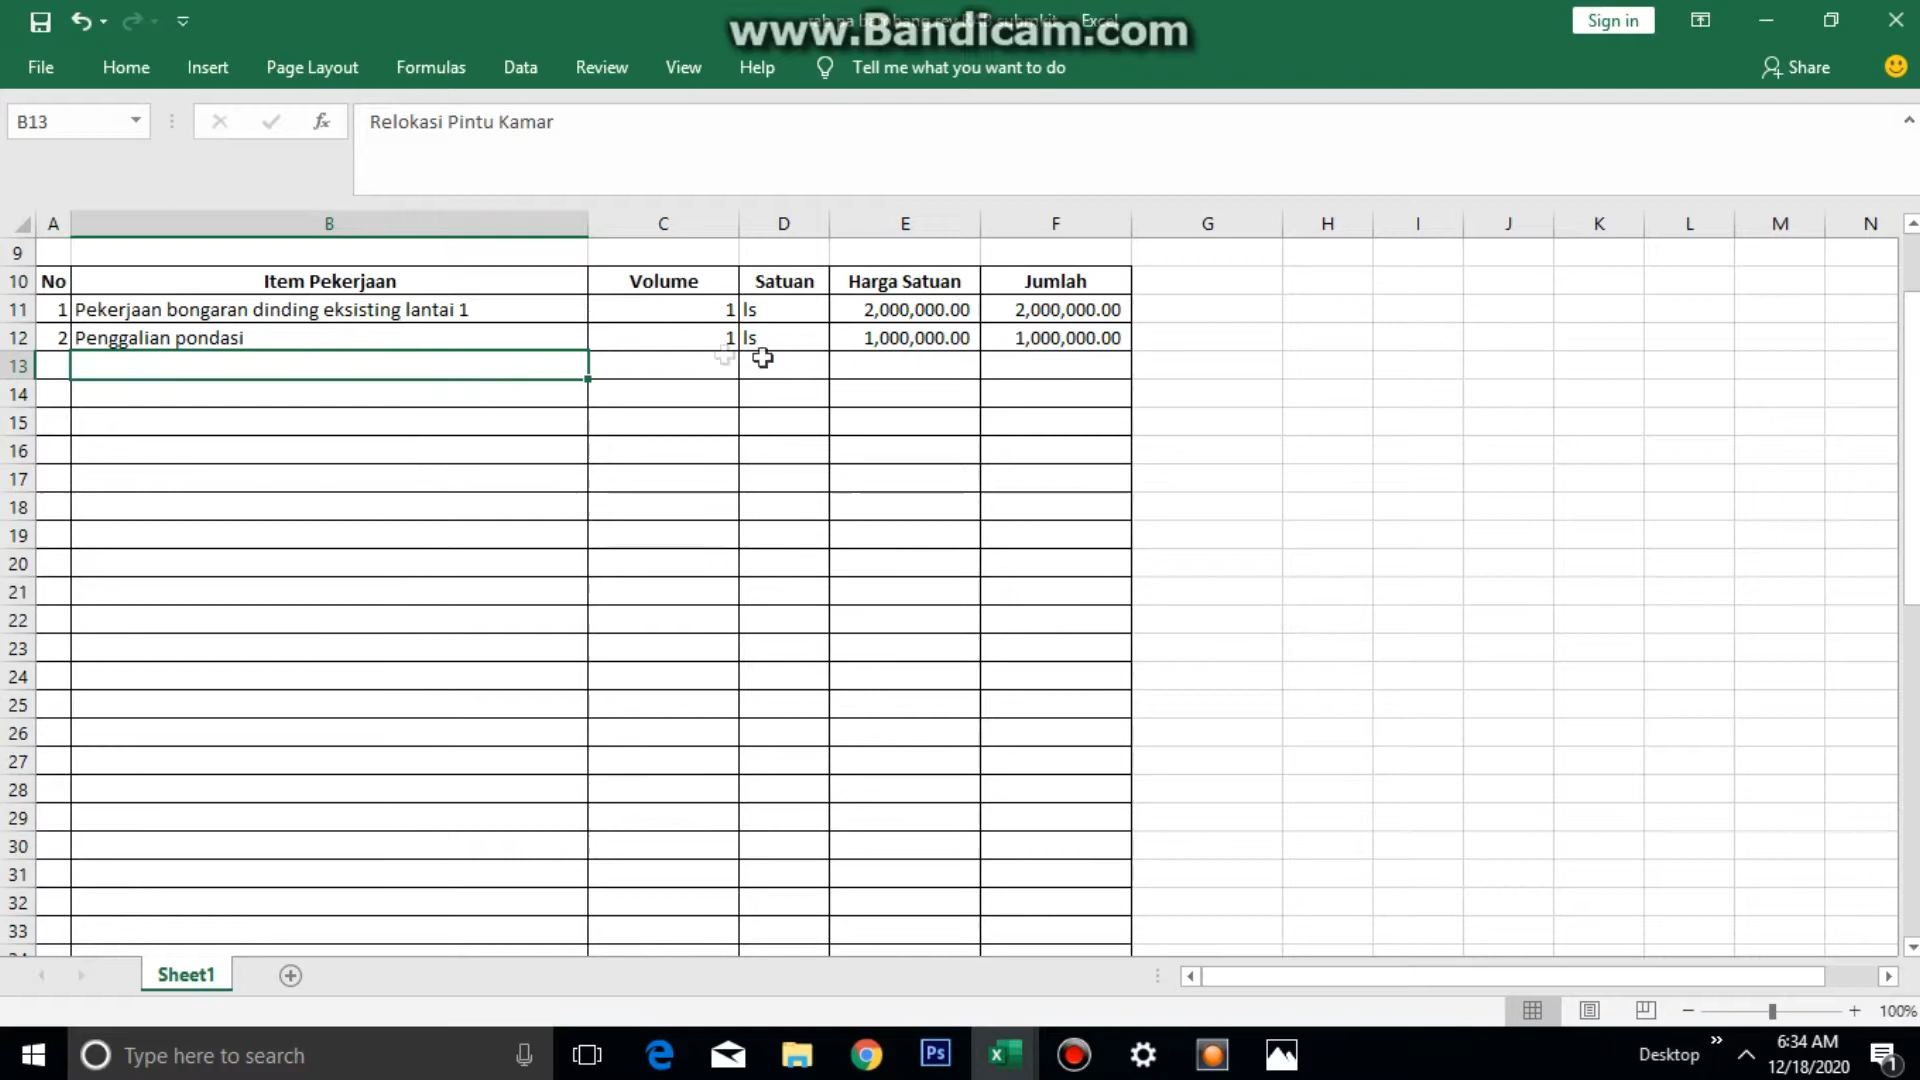 www.Bandicam.com
Excel
Sign in
File Home Insert Page Layout Formulas Data Review View Help Tell me what you want to do Share
B13 fx Relokasi Pintu Kamar
A B C D E F G H I J K L M N
9
10 No Item Pekerjaan Volume Satuan Harga Satuan Jumlah
11 1 Pekerjaan bongaran dinding eksisting lantai 1 1 ls 2,000,000.00 2,000,000.00
12 2 Penggalian pondasi 1 ls 1,000,000.00 1,000,000.00
13
14
15
16
17
18
19
20
21
22
23
24
25
26
27
28
29
30
31
32
33
Sheet1
100%
Type here to search Ps Desktop 6:34 AM
12/18/2020 1